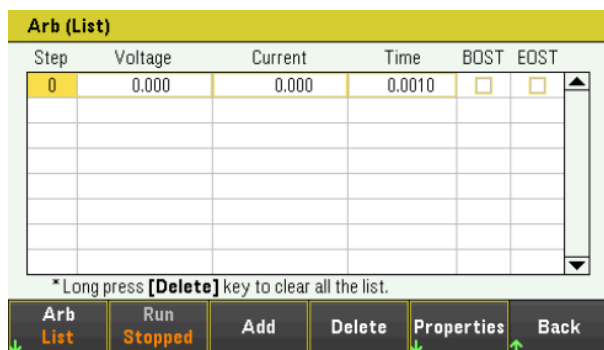 Arb (List)
Step Voltage Current Time BOST EOST
0 0.000 0.000 0.0010
*Long press [Delete] key to clear all the list.
Arb Run Add Delete Properties Back
List Stopped